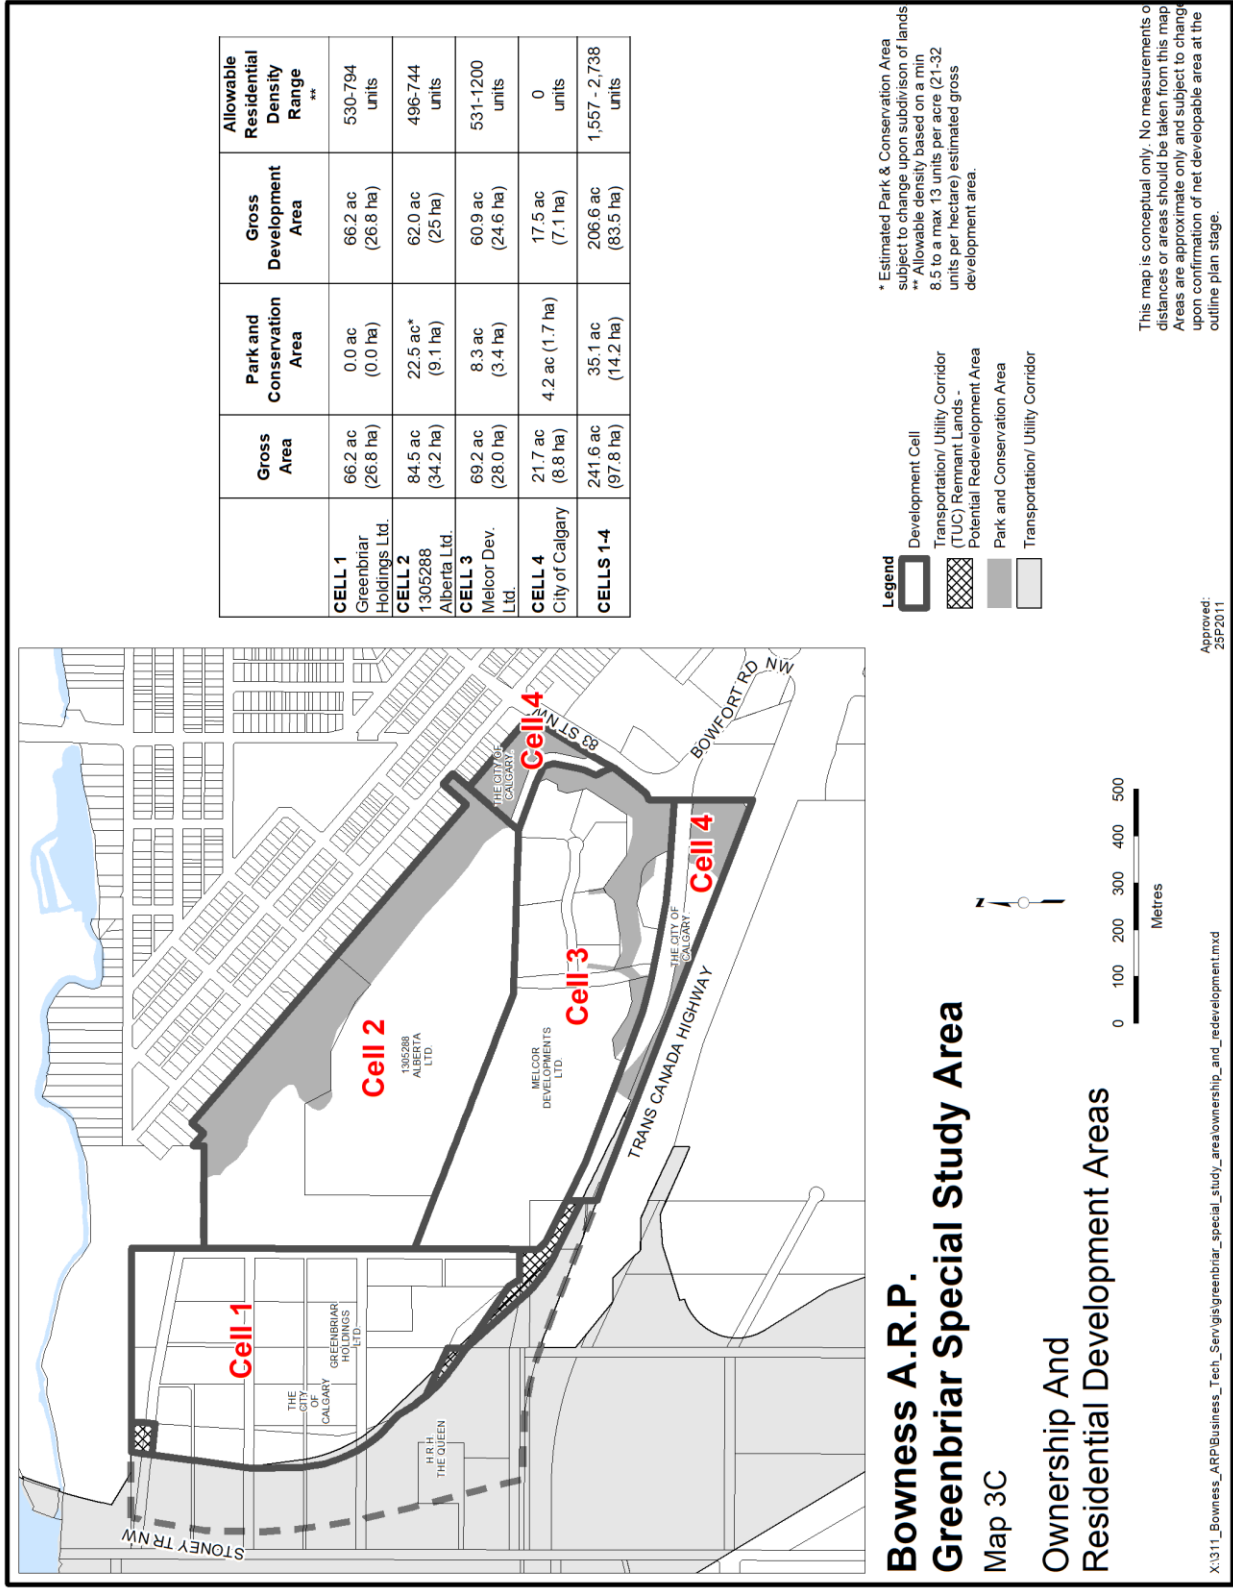 STONEY TR NW
Cell 1
THE
CITY
OF
CALGARY
GREENBRIAR
HOLDINGS
LTD.
H.R.H.
THE QUEEN
Cell 2
1305288
ALBERTA
LTD.
MELCOR
DEVELOPMENTS
LTD.
Cell 3
THE CITY OF
CALGARY.
Cell 4
83 ST NW
THE CITY OF
CALGARY.
Cell 4
TRANS CANADA HIGHWAY
BOWFORT RD NW
Gross
Area
Park and
Conservation
Area
Gross
Development
Area
Allowable
Residential
Density
Range
**
CELL 1
Greenbriar
Holdings Ltd.
66.2 ac
(26.8 ha)
0.0 ac
(0.0 ha)
66.2 ac
(26.8 ha)
530-794
units
CELL 2
1305288
Alberta Ltd.
84.5 ac
(34.2 ha)
22.5 ac*
(9.1 ha)
62.0 ac
(25 ha)
496-744
units
CELL 3
Melcor Dev.
Ltd.
69.2 ac
(28.0 ha)
8.3 ac
(3.4 ha)
60.9 ac
(24.6 ha)
531-1200
units
CELL 4
City of Calgary
21.7 ac
(8.8 ha)
4.2 ac (1.7 ha)
17.5 ac
(7.1 ha)
0
units
CELLS 1-4
241.6 ac
(97.8 ha)
35.1 ac
(14.2 ha)
206.6 ac
(83.5 ha)
1,557 - 2,738
units
Bowness A.R.P.
Greenbriar Special Study Area
Map 3C
Ownership And
Residential Development Areas
N
0 100 200 300 400 500
Metres
Legend
Development Cell
Transportation/ Utility Corridor
(TUC) Remnant Lands -
Potential Redevelopment Area
Park and Conservation Area
Transportation/ Utility Corridor
* Estimated Park & Conservation Area
subject to change upon subdivison of lands
** Allowable density based on a min
8.5 to a max 13 units per acre (21-32
units per hectare) estimated gross
development area.
This map is conceptual only. No measurements o
distances or areas should be taken from this map
Areas are approximate only and subject to change
upon confirmation of net developable area at the
outline plan stage.
Approved:
25P2011
X:\311_Bowness_ARP\Business_Tech_Serv\gis\greenbriar_special_study_area\ownership_and_redevelopment.mxd